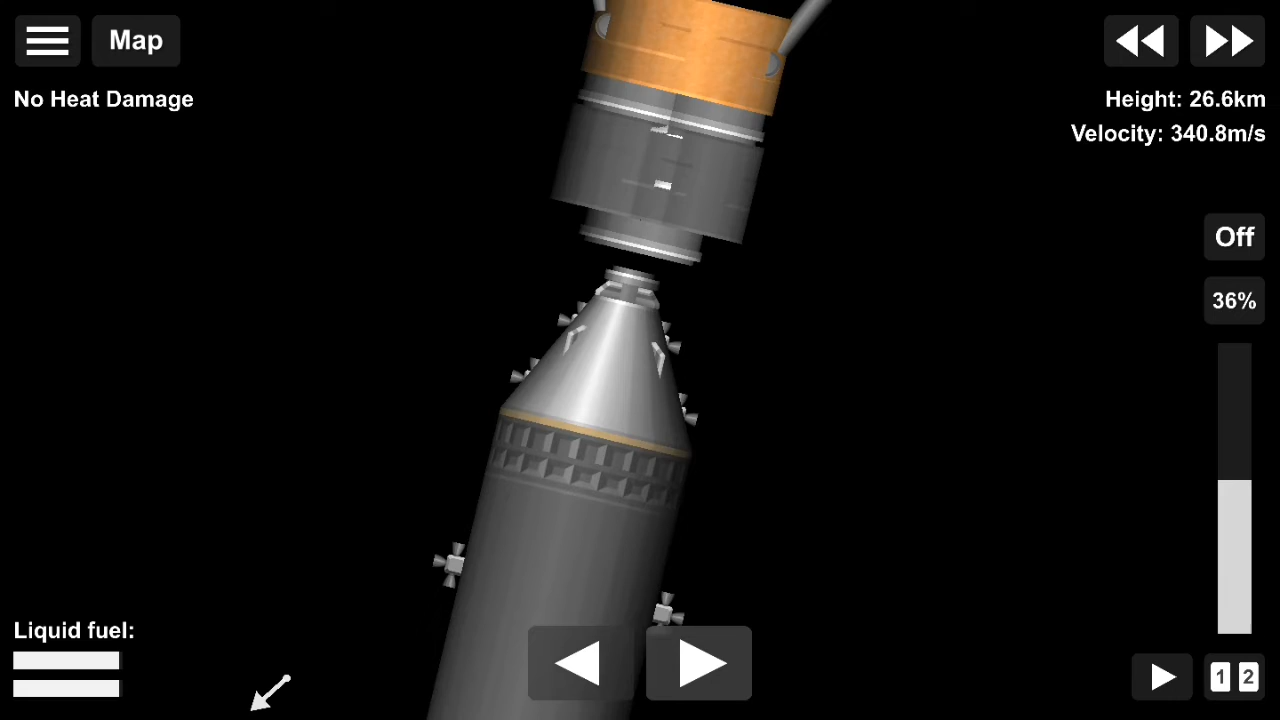 Map
No Heat Damage
Height: 26.6km
Velocity: 340.8m/s
Off
36%
Liquid fuel:
1 2